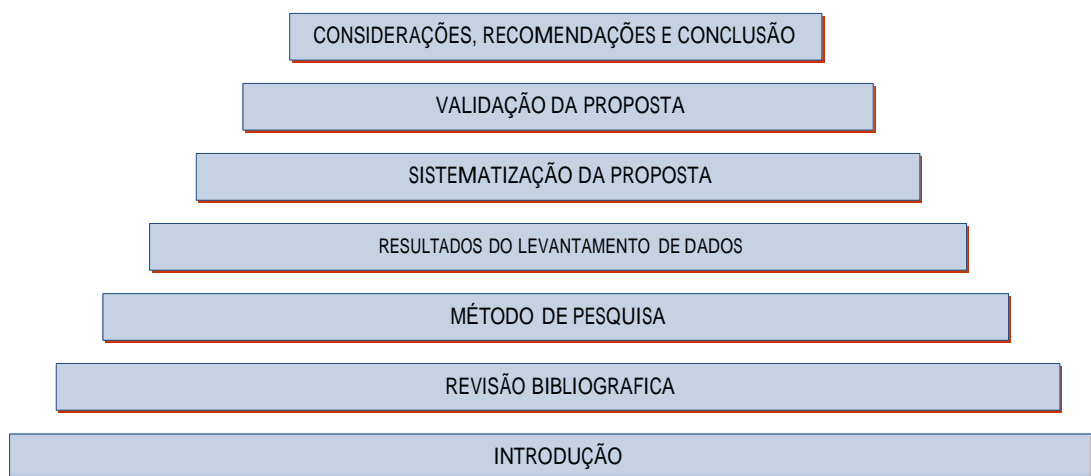 CONSIDERAÇÕES, RECOMENDAÇÕES E CONCLUSÃO
VALIDAÇÃO DA PROPOSTA
SISTEMATIZAÇÃO DA PROPOSTA
RESULTADOS DO LEVANTAMENTO DE DADOS
MÉTODO DE PESQUISA
REVISÃO BIBLIOGRAFICA
INTRODUÇÃO